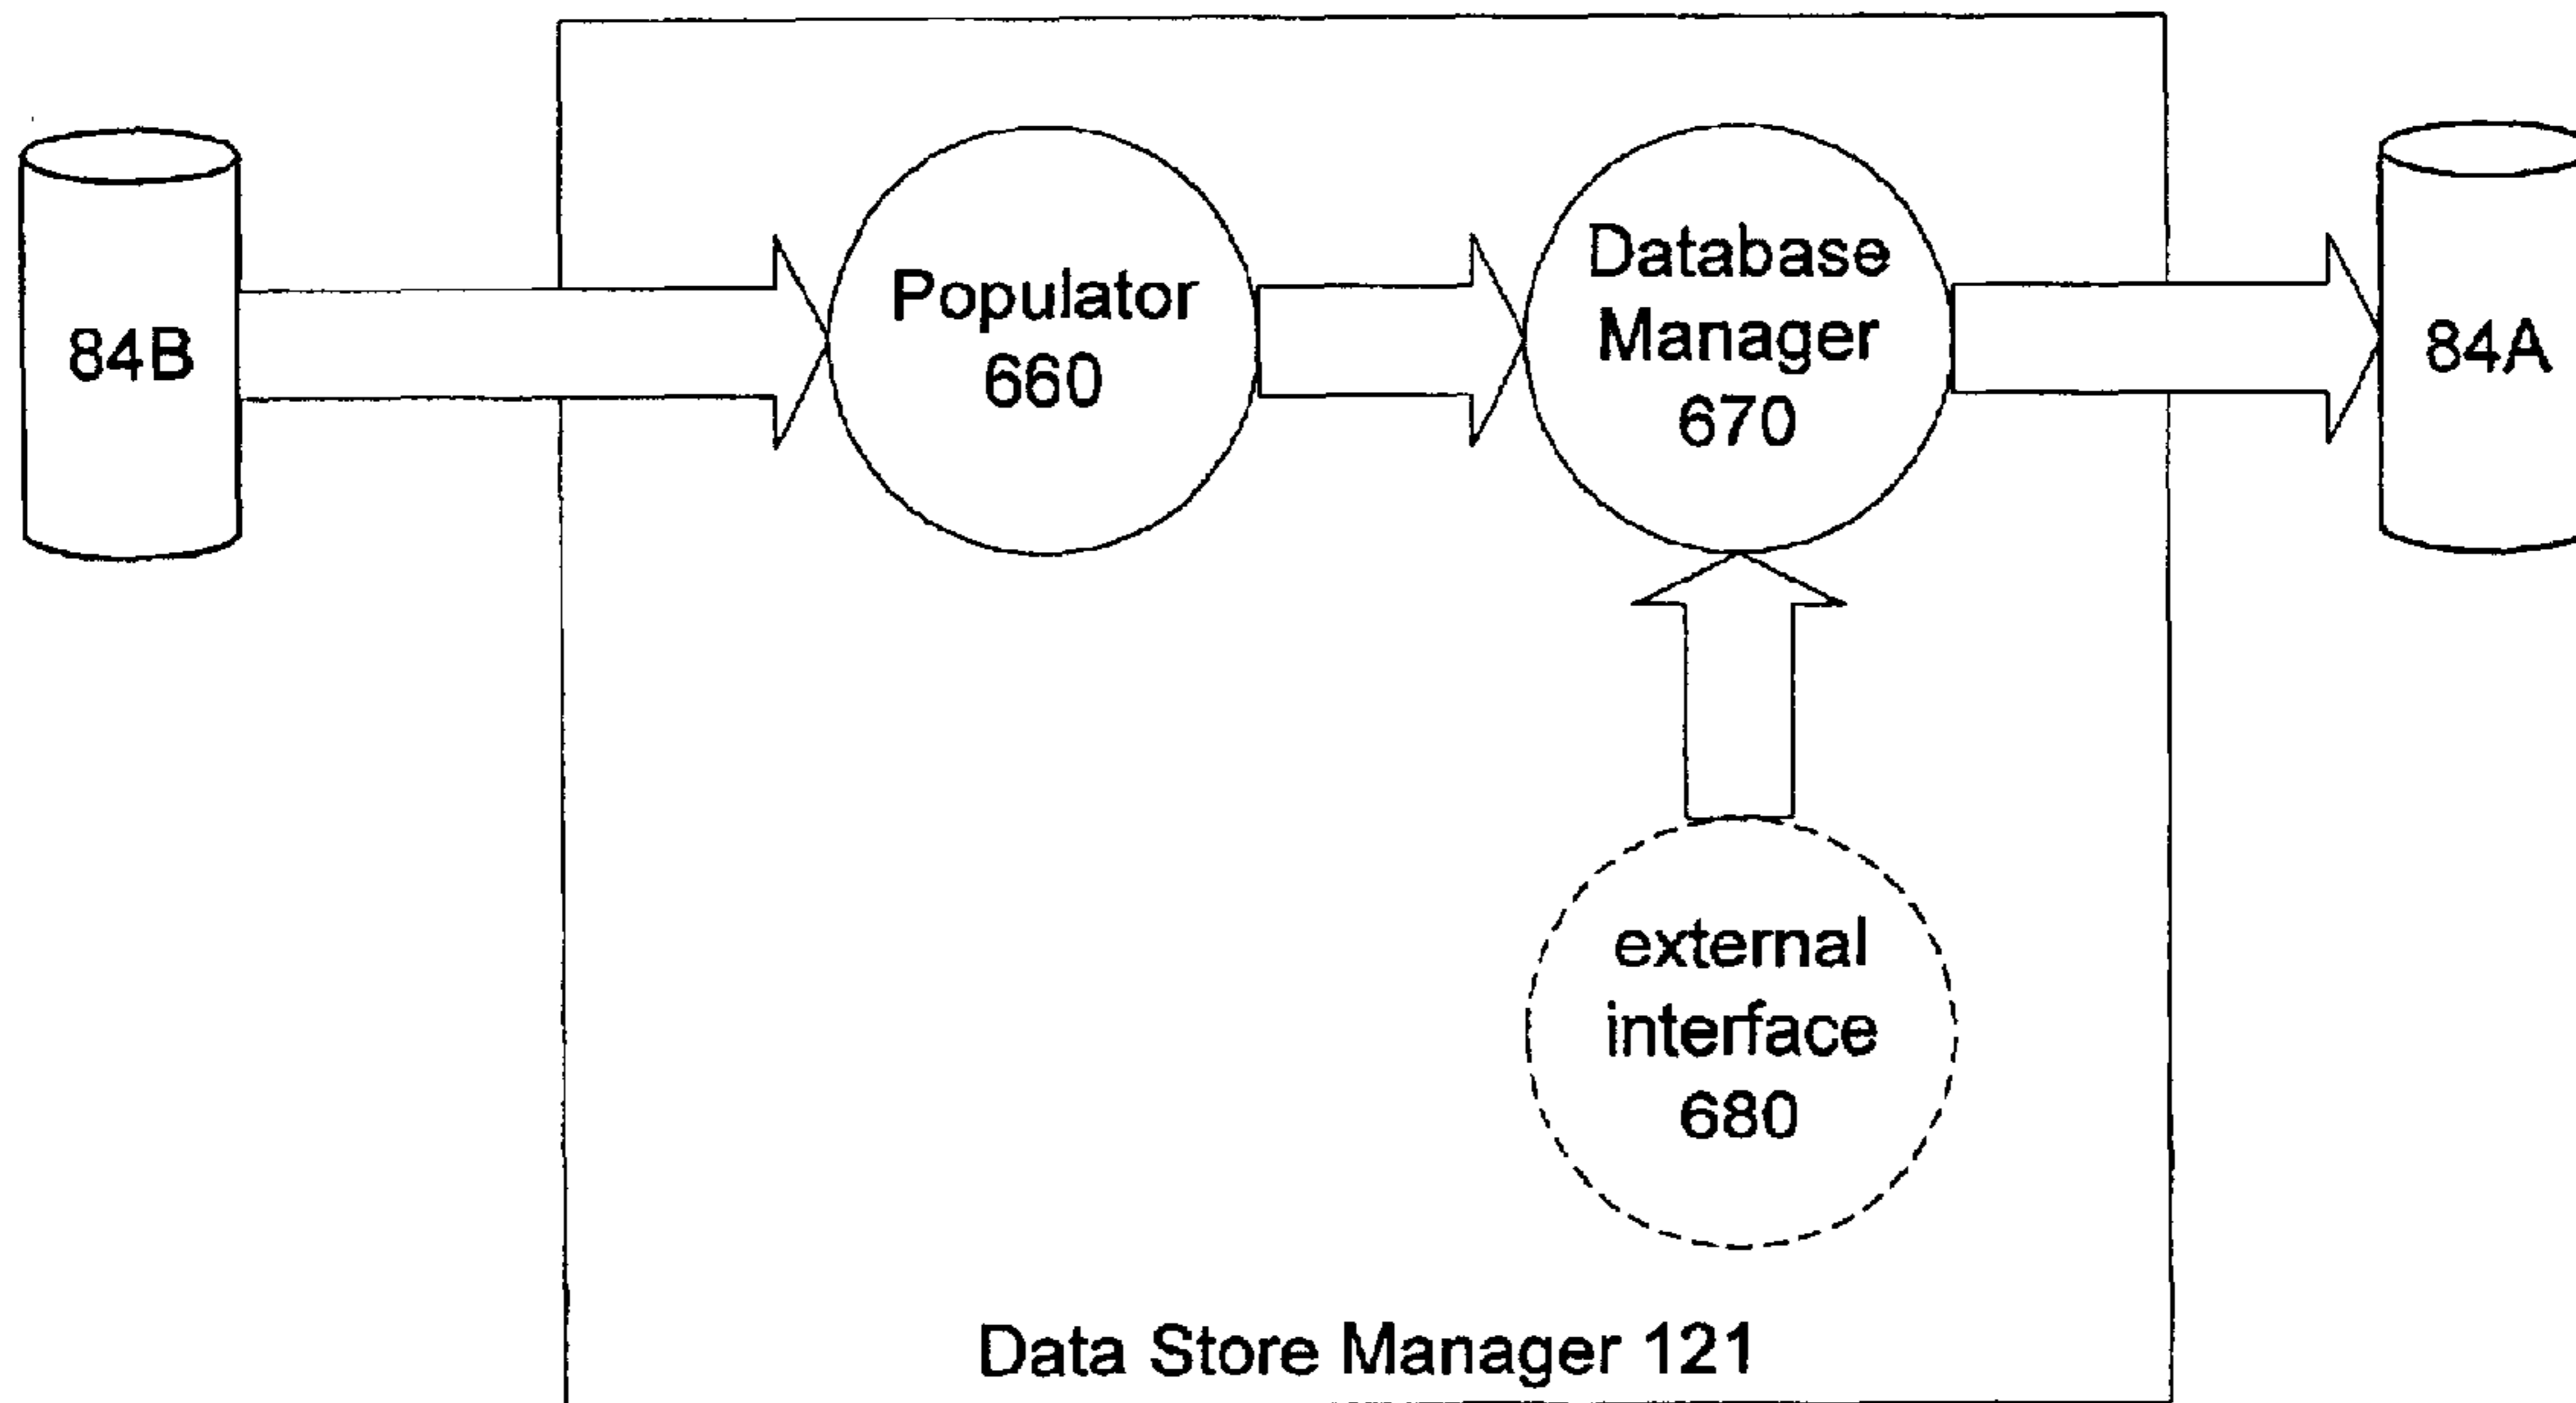 84B
Populator
660
Database
Manager
670
84A
external
interface
680
Data Store Manager 121